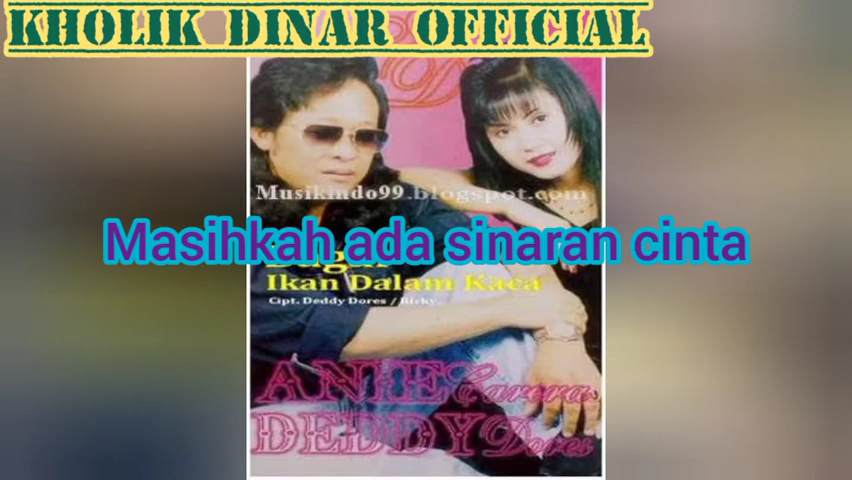 KHOLIK DINAR OFFICIAL
Musikindo99.blogspot.com
Masihkah ada sinaran cinta
Ikan Dalam Kaca
Cipt. Deddy Dores / Ricky
ANIE Carera
DEDDY Dores